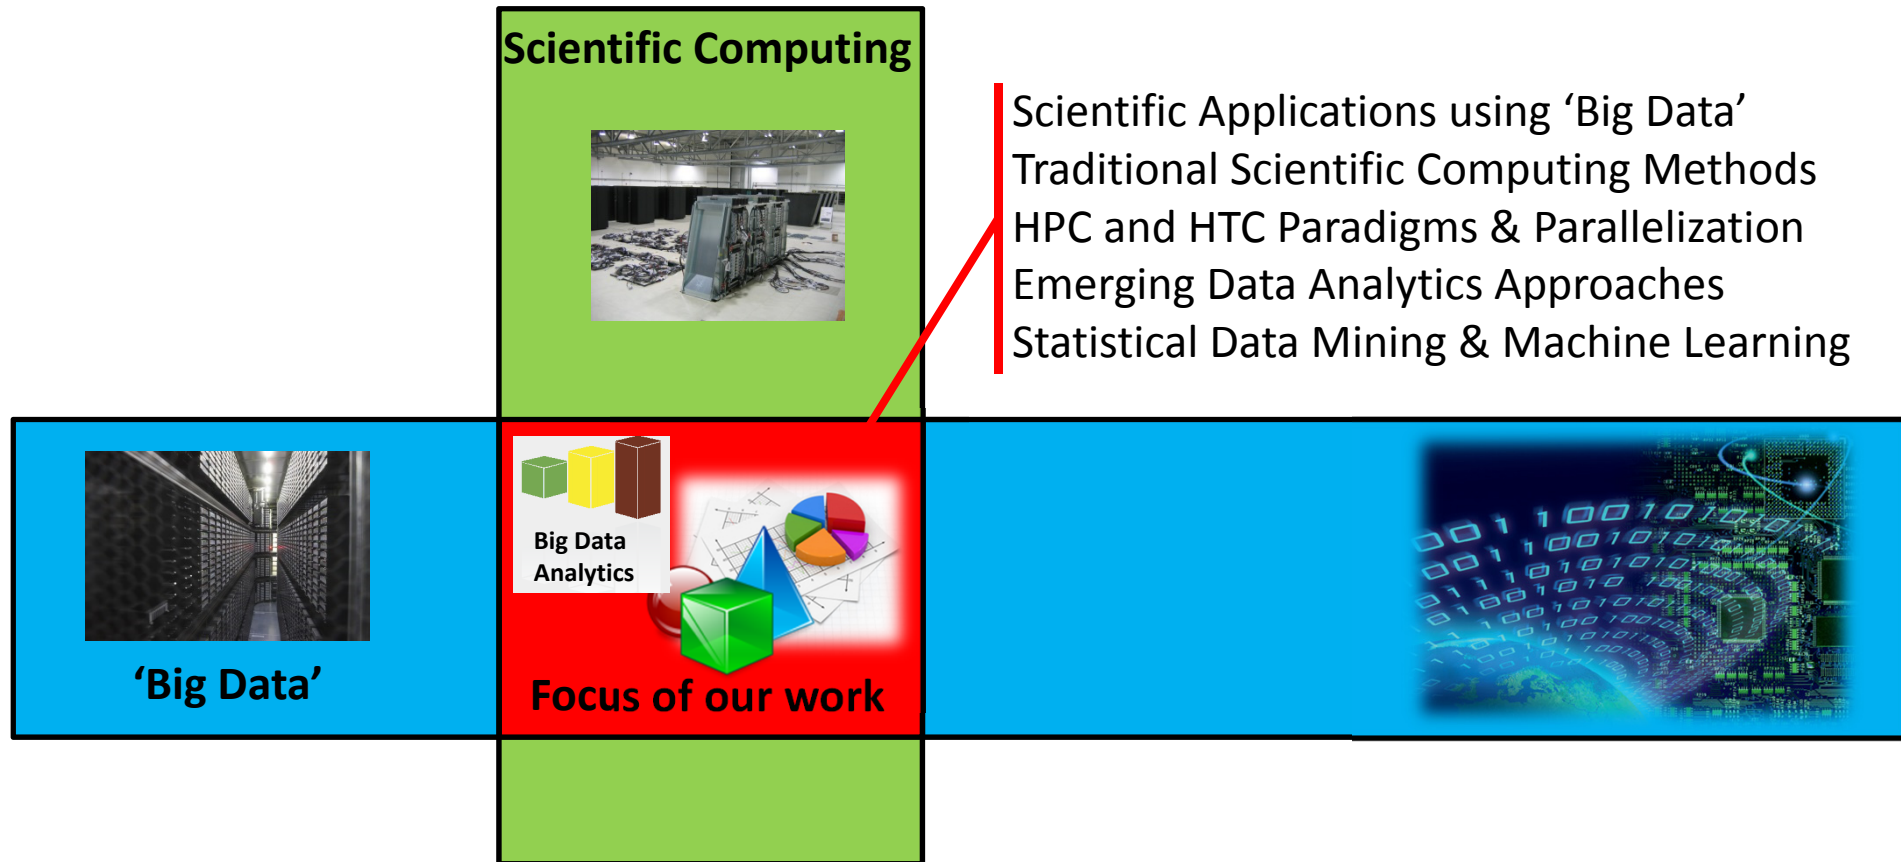 Scientific Computing
Scientific Applications using ‘Big Data’
Traditional Scientific Computing Methods
HPC and HTC Paradigms & Parallelization
Emerging Data Analytics Approaches
Statistical Data Mining & Machine Learning
‘Big Data’
Big Data
Analytics
Focus of our work